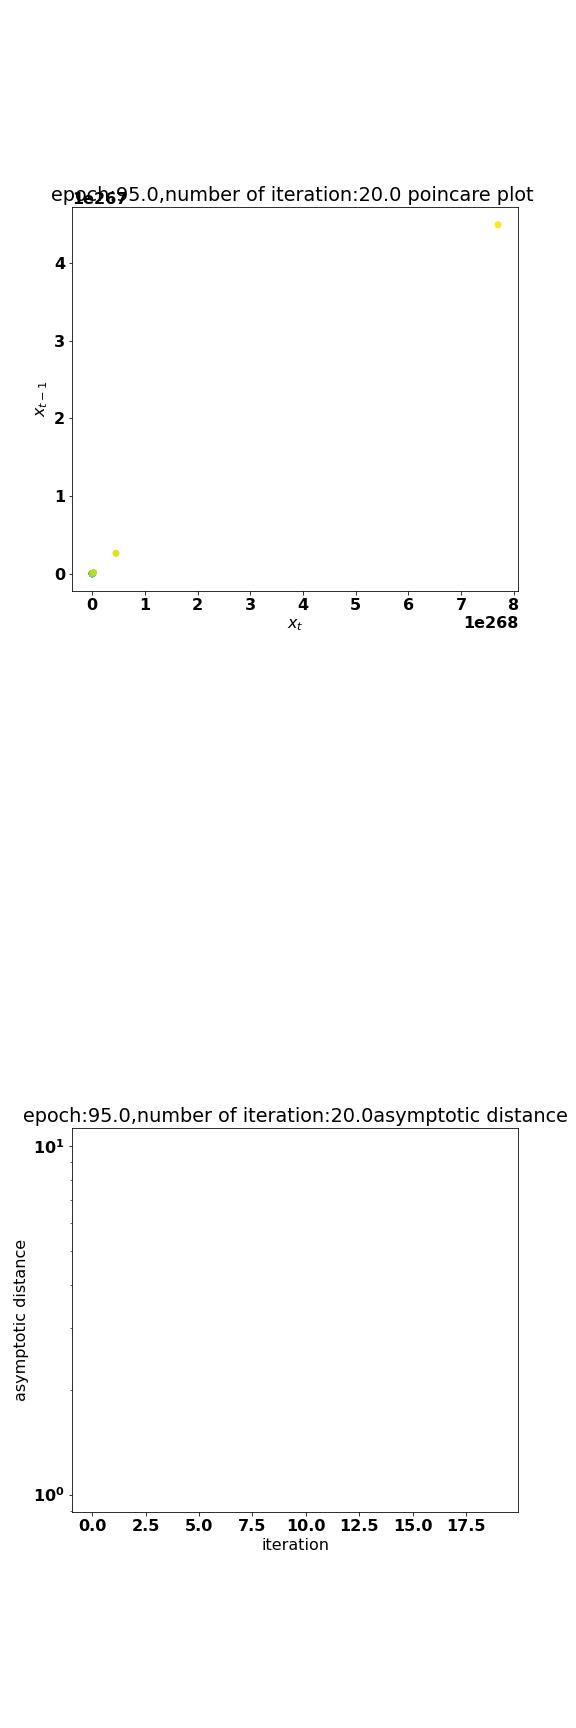 epoch:95.0,number of iteration:20.0 poincare plot
1e267
4
3
2
1
0
x_{t-1}
0 1 2 3 4 5 6 7 8
x_t
1e268
epoch:95.0,number of iteration:20.0asymptotic distance
10^1
10^0
asymptotic distance
0.0 2.5 5.0 7.5 10.0 12.5 15.0 17.5
iteration